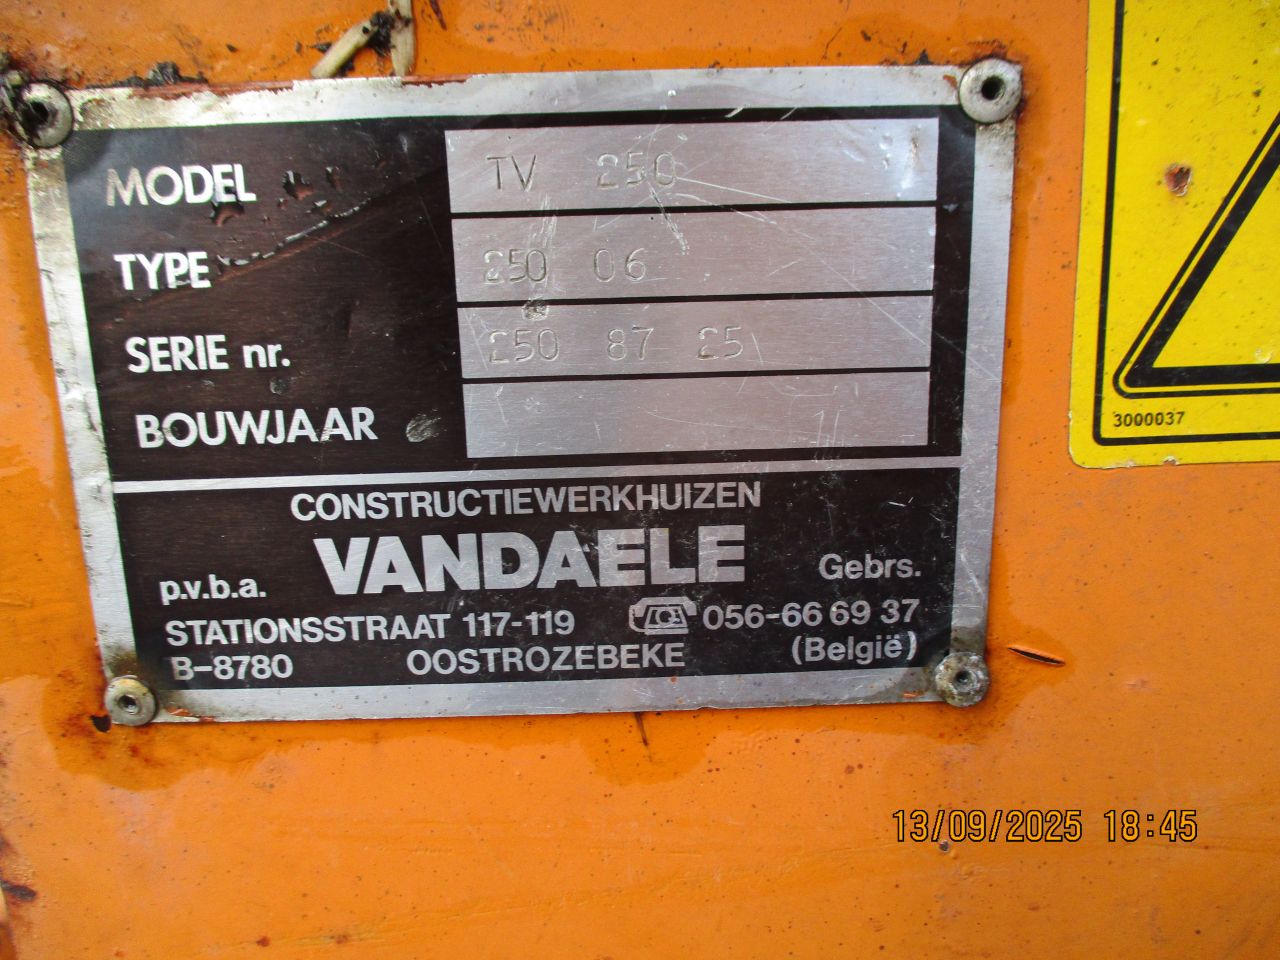 MODEL TV 250
TYPE 250 06
SERIE nr. 250 87 25
BOUWJAAR
CONSTRUCTIEWERKHUIZEN
p.v.b.a. VANDAELE Gebrs.
STATIONSSTRAAT 117-119 056-66 69 37
B-8780 OOSTROZEBEKE (België)
3000037
13/09/2025 18:45